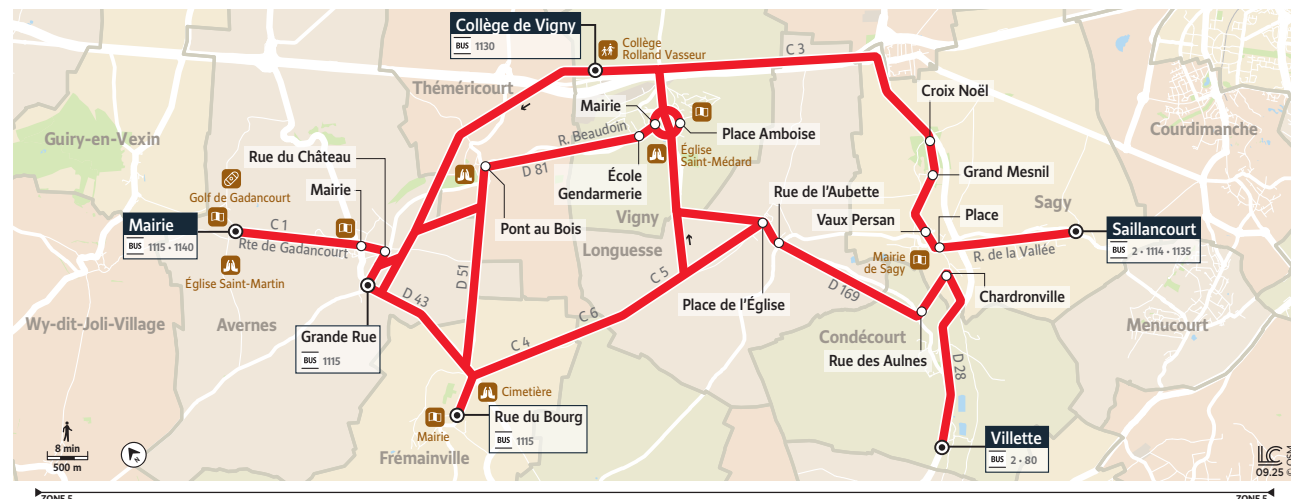 Collège de Vigny
BUS 1130
Collège
Rolland Vasseur
C 3
Théméricourt
Croix Noël
Courdimanche
Guiry-en-Vexin
Mairie
Place Amboise
R. Beaudoin
Rue du Château
Église
Saint-Médard
D 81
École
Gendarmerie
Grand Mesnil
Golf de Gadancourt
Mairie
Rue de l'Aubette
Sagy
Vigny
Vaux Persan
Place
Mairie
BUS 1115 • 1140
C 1
Rte de Gadancourt
Pont au Bois
Longuesse
Saillancourt
BUS 2 • 1114 • 1135
R. de la Vallée
Mairie
de Sagy
Église Saint-Martin
D 51
C 5
D 169
Place de l'Église
Chardronville
D 43
C 6
Wy-dit-Joli-Village
Avernes
Menucourt
Grande Rue
BUS 1115
C 4
Condécourt
Rue des Aulnes
D 28
Cimetière
Rue du Bourg
BUS 1115
Mairie
Frémainville
Villette
BUS 2 • 80
8 min
500 m
N
LC
09.25 © OSM
ZONE 5
ZONE 5